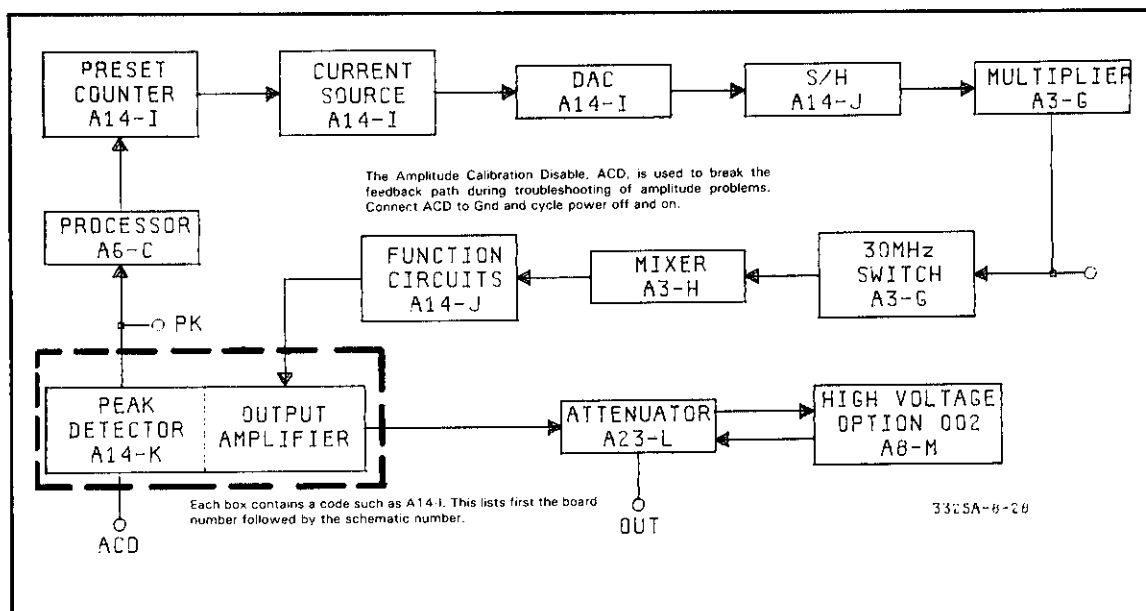 PRESET
COUNTER
A14-I
CURRENT
SOURCE
A14-I
DAC
A14-I
S/H
A14-J
MULTIPLIER
A3-G
The Amplitude Calibration Disable, ACD, is used to break the
feedback path during troubleshooting of amplitude problems.
Connect ACD to Gnd and cycle power off and on.
PROCESSOR
A6-C
FUNCTION
CIRCUITS
A14-J
MIXER
A3-H
30MHz
SWITCH
A3-G
PK
PEAK
DETECTOR
A14-K
OUTPUT
AMPLIFIER
ATTENUATOR
A23-L
HIGH VOLTAGE
OPTION 002
A8-M
Each box contains a code such as A14-I. This lists first the board
number followed by the schematic number.
ACD
OUT